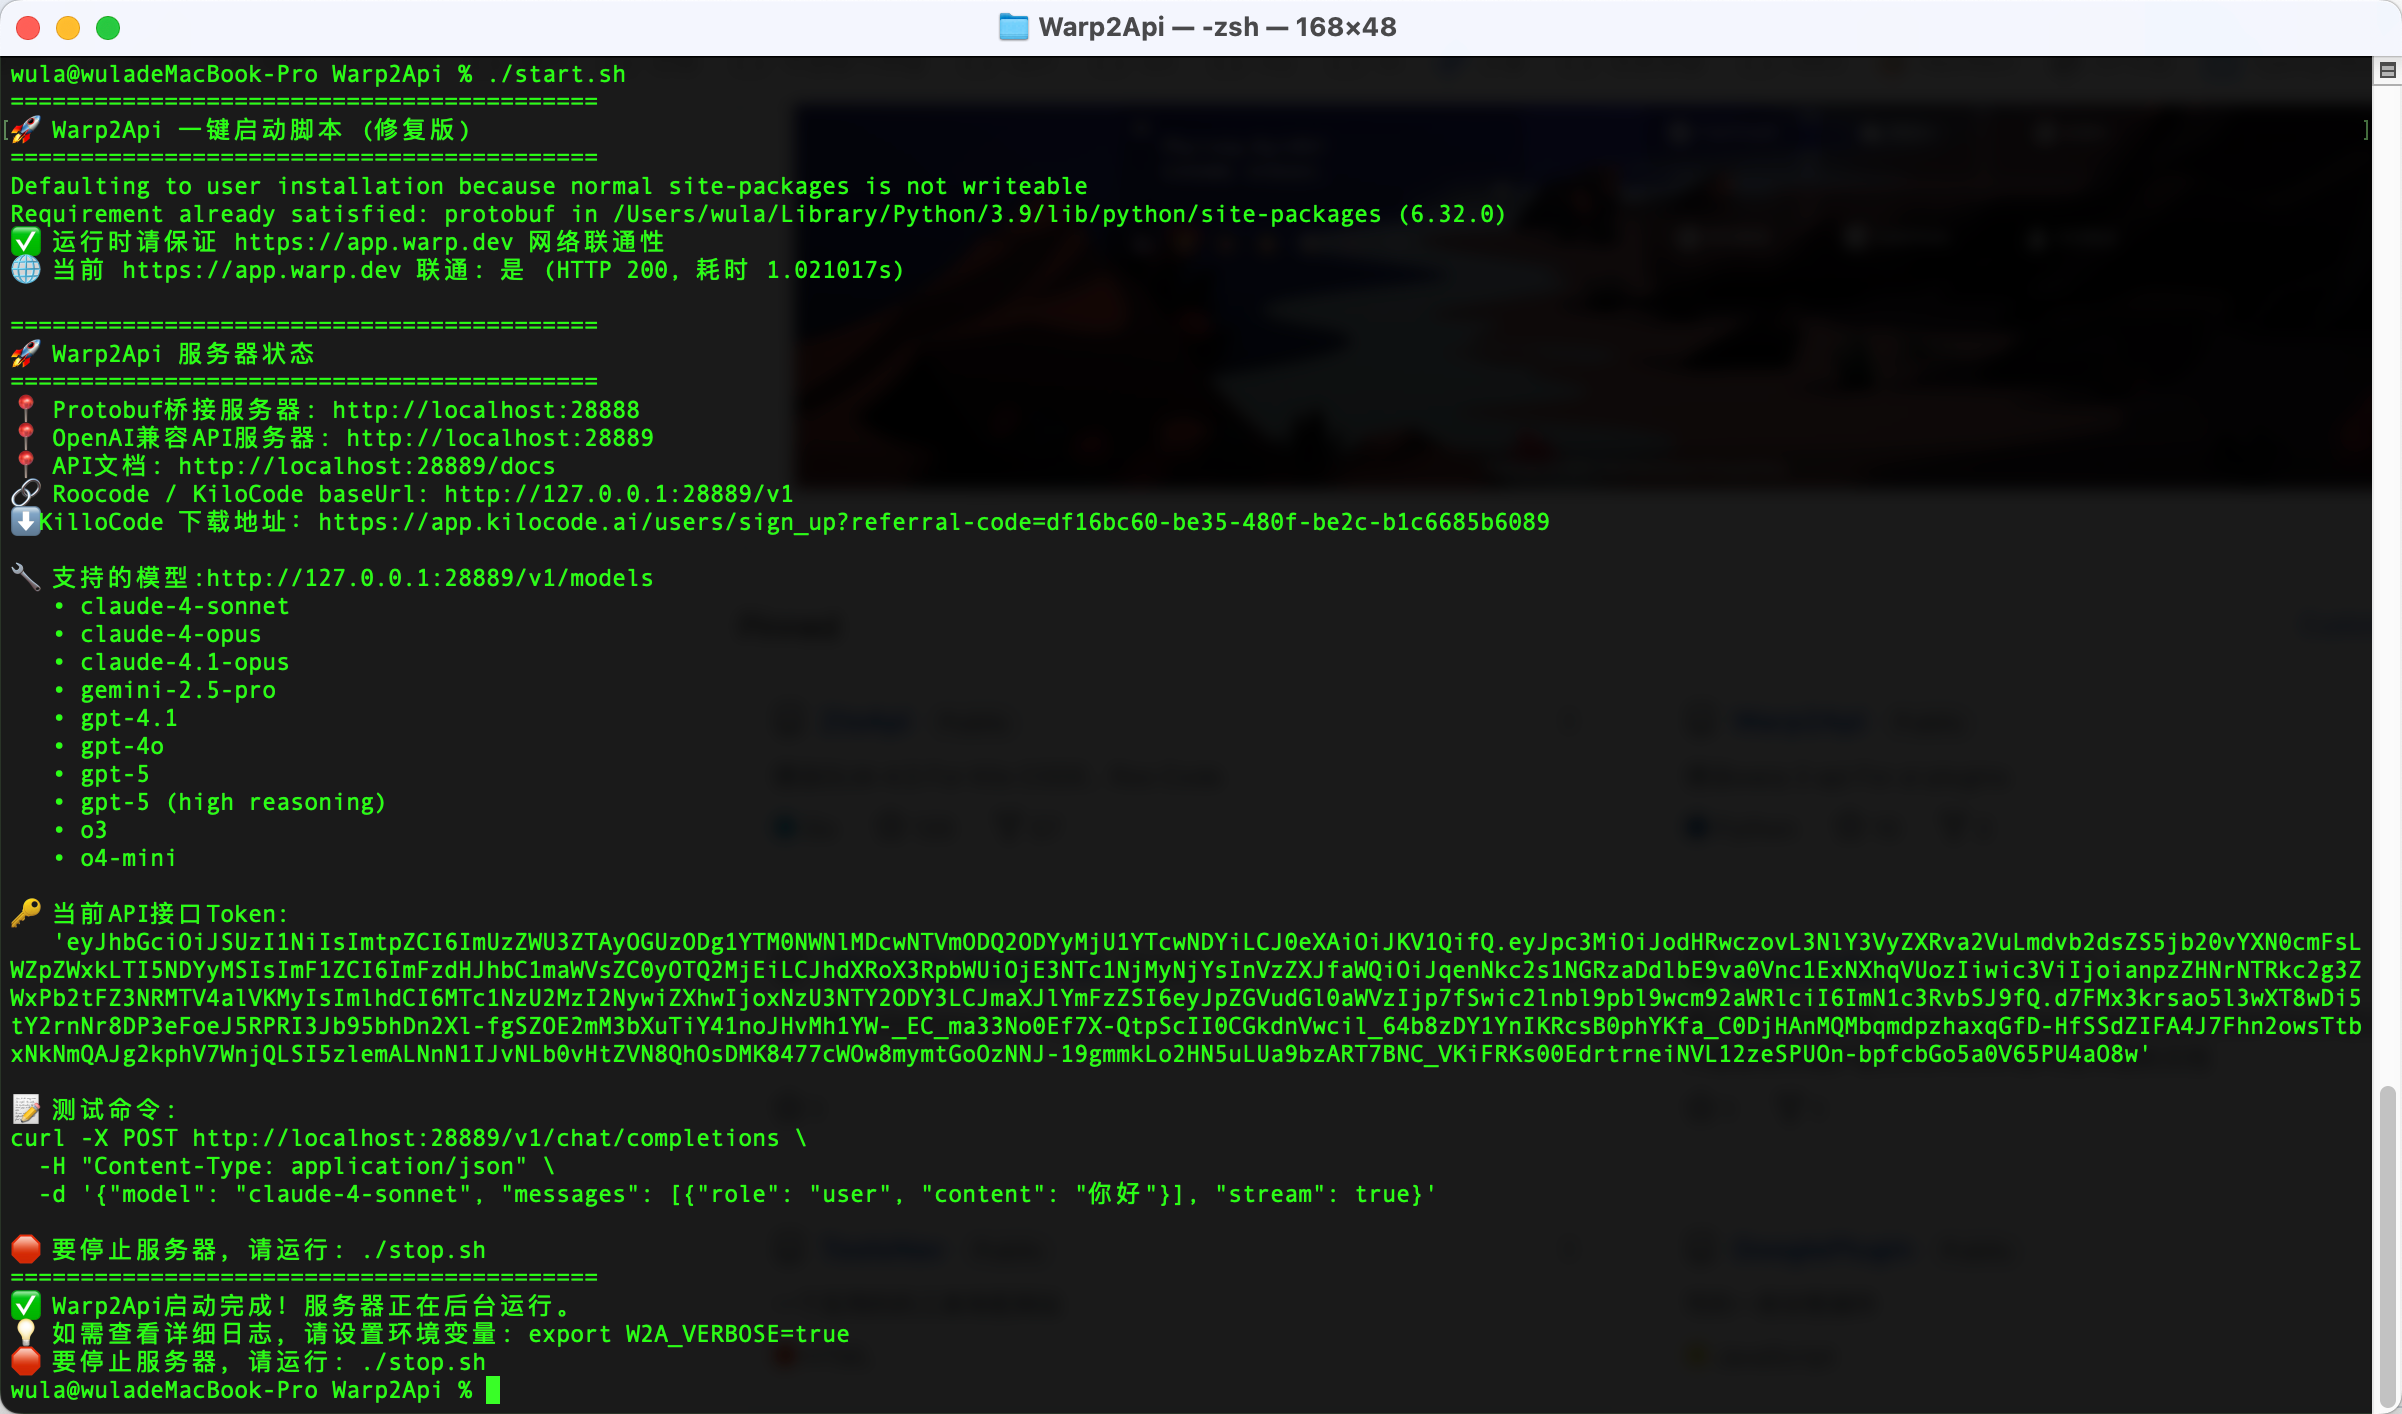 Warp2Api — -zsh — 168×48
wula@wuladeMacBook-Pro Warp2Api % ./start.sh
==========================================
[🚀 Warp2Api 一键启动脚本 (修复版) ]
==========================================
Defaulting to user installation because normal site-packages is not writeable
Requirement already satisfied: protobuf in /Users/wula/Library/Python/3.9/lib/python/site-packages (6.32.0)
✅ 运行时请保证 https://app.warp.dev 网络联通性
🌐 当前 https://app.warp.dev 联通: 是 (HTTP 200, 耗时 1.021017s)
==========================================
🚀 Warp2Api 服务器状态
==========================================
📍 Protobuf桥接服务器: http://localhost:28888
📍 OpenAI兼容API服务器: http://localhost:28889
📍 API文档: http://localhost:28889/docs
🔗 Roocode / KiloCode baseUrl: http://127.0.0.1:28889/v1
⬇️KilloCode 下载地址: https://app.kilocode.ai/users/sign_up?referral-code=df16bc60-be35-480f-be2c-b1c6685b6089
🔧 支持的模型:http://127.0.0.1:28889/v1/models
• claude-4-sonnet
• claude-4-opus
• claude-4.1-opus
• gemini-2.5-pro
• gpt-4.1
• gpt-4o
• gpt-5
• gpt-5 (high reasoning)
• o3
• o4-mini
🔑 当前API接口Token:
'eyJhbGciOiJSUzI1NiIsImtpZCI6ImUzZWU3ZTAyOGUzODg1YTM0NWNlMDcwNTVmODQ2ODYyMjU1YTcwNDYiLCJ0eXAiOiJKV1QifQ.eyJpc3MiOiJodHRwczovL3NlY3VyZXRva2VuLmdvb2dsZS5jb20vYXN0cmFsL
WZpZWxkLTI5NDYyMSIsImF1ZCI6ImFzdHJhbC1maWVsZC0yOTQ2MjEiLCJhdXRoX3RpbWUiOjE3NTc1NjMyNjYsInVzZXJfaWQiOiJqenNkc2s1NGRzaDdlbE9va0Vnc1ExNXhqVUozIiwic3ViIjoianpzZHNrNTRkc2g3Z
WxPb2tFZ3NRMTV4alVKMyIsImlhdCI6MTc1NzU2MzI2NywiZXhwIjoxNzU3NTY2ODY3LCJmaXJlYmFzZSI6eyJpZGVudGl0aWVzIjp7fSwic2lnbl9pbl9wcm92aWRlciI6ImN1c3RvbSJ9fQ.d7FMx3krsao5l3wXT8wDi5
tY2rnNr8DP3eFoeJ5RPRI3Jb95bhDn2Xl-fgSZOE2mM3bXuTiY41noJHvMh1YW-_EC_ma33No0Ef7X-QtpScII0CGkdnVwcil_64b8zDY1YnIKRcsB0phYKfa_C0DjHAnMQMbqmdpzhaxqGfD-HfSSdZIFA4J7Fhn2owsTtb
xNkNmQAJg2kphV7WnjQLSI5zlemALNnN1IJvNLb0vHtZVN8QhOsDMK8477cWOw8mymtGoOzNNJ-19gmmkLo2HN5uLUa9bzART7BNC_VKiFRKs00EdrtrneiNVL12zeSPUOn-bpfcbGo5a0V65PU4aO8w'
📝 测试命令:
curl -X POST http://localhost:28889/v1/chat/completions \
-H "Content-Type: application/json" \
-d '{"model": "claude-4-sonnet", "messages": [{"role": "user", "content": "你好"}], "stream": true}'
🛑 要停止服务器, 请运行: ./stop.sh
==========================================
✅ Warp2Api启动完成! 服务器正在后台运行。
💡 如需查看详细日志, 请设置环境变量: export W2A_VERBOSE=true
🛑 要停止服务器, 请运行: ./stop.sh
wula@wuladeMacBook-Pro Warp2Api %